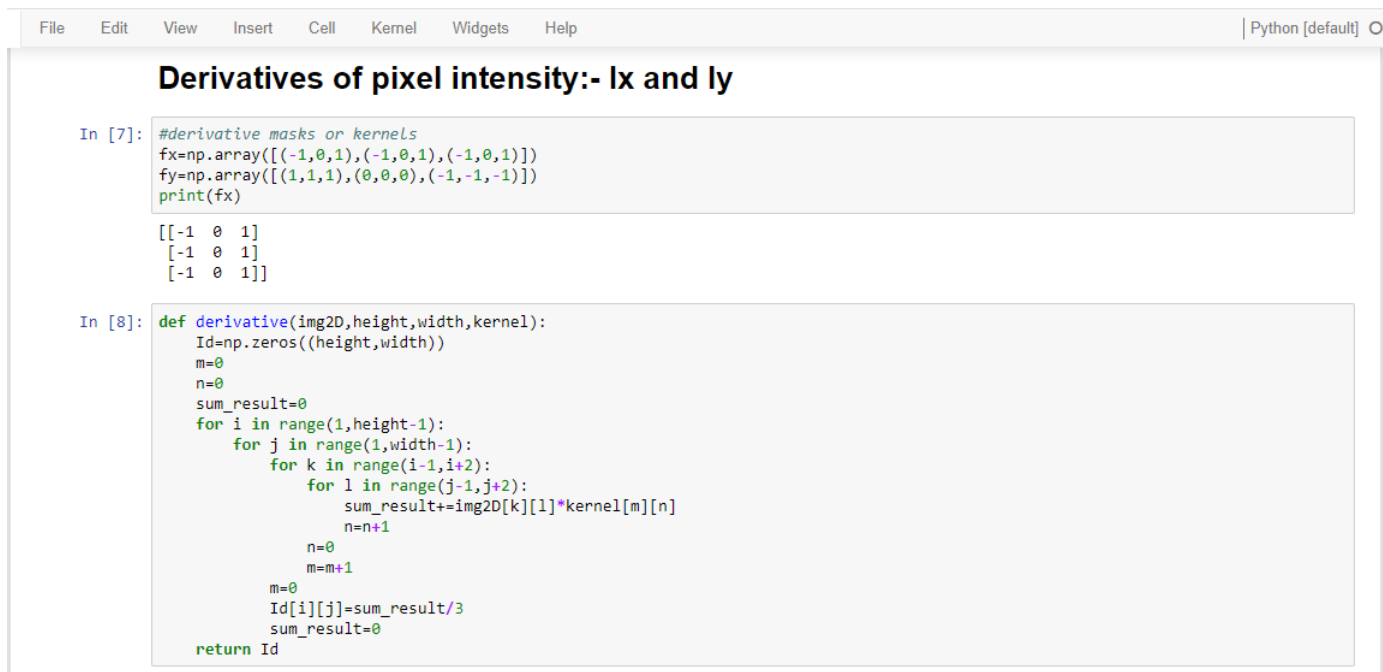 File Edit View Insert Cell Kernel Widgets Help Python [default]
Derivatives of pixel intensity:- Ix and Iy
In [7]: #derivative masks or kernels
fx=np.array([(-1,0,1),(-1,0,1),(-1,0,1)])
fy=np.array([(1,1,1),(0,0,0),(-1,-1,-1)])
print(fx)
[[-1  0  1]
 [-1  0  1]
 [-1  0  1]]
In [8]: def derivative(img2D,height,width,kernel):
    Id=np.zeros((height,width))
    m=0
    n=0
    sum_result=0
    for i in range(1,height-1):
        for j in range(1,width-1):
            for k in range(i-1,i+2):
                for l in range(j-1,j+2):
                    sum_result+=img2D[k][l]*kernel[m][n]
                    n=n+1
                n=0
                m=m+1
            m=0
            Id[i][j]=sum_result/3
            sum_result=0
    return Id